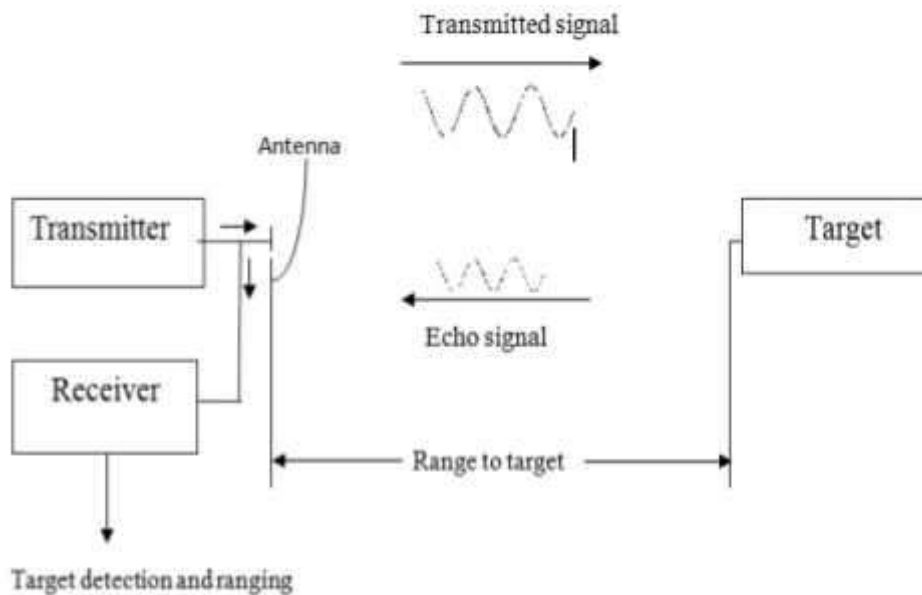 Transmitted signal
Antenna
Transmitter
Target
Echo signal
Receiver
Range to target
Target detection and ranging